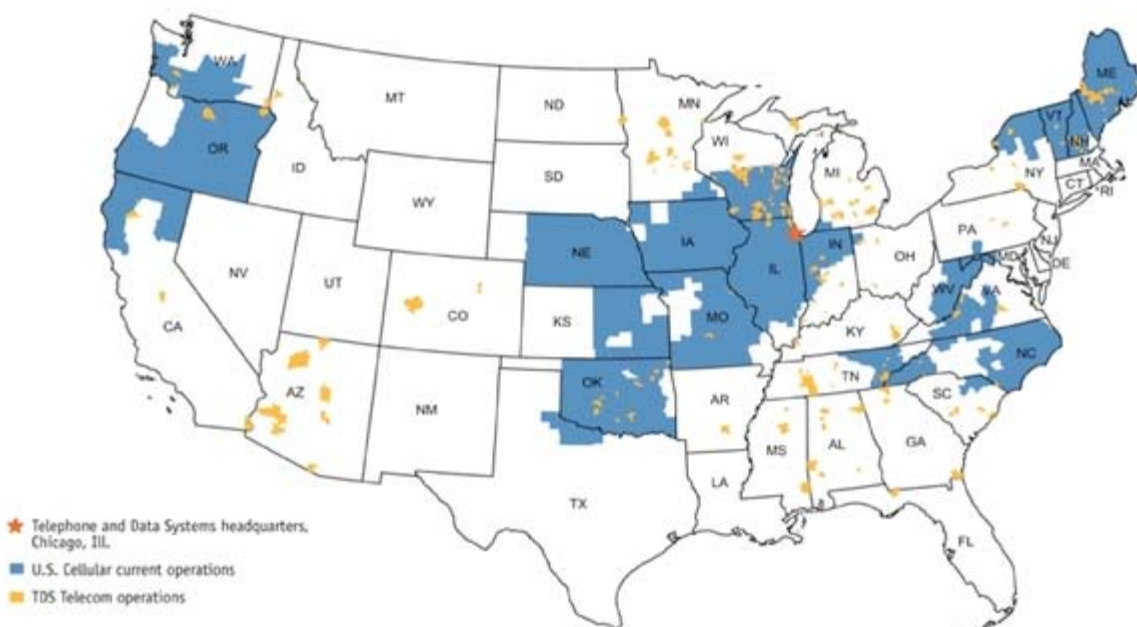 WA
MT
ND
MN
ME
VT
NH
MA
CT
RI
NY
OR
ID
SD
WI
MI
WY
NE
IA
PA
NJ
MD
DE
NV
UT
CO
KS
MO
IL
IN
OH
WV
VA
KY
CA
AZ
NM
OK
AR
TN
NC
SC
MS
AL
GA
LA
TX
FL
Telephone and Data Systems headquarters,
Chicago, Ill.
U.S. Cellular current operations
TDS Telecom operations